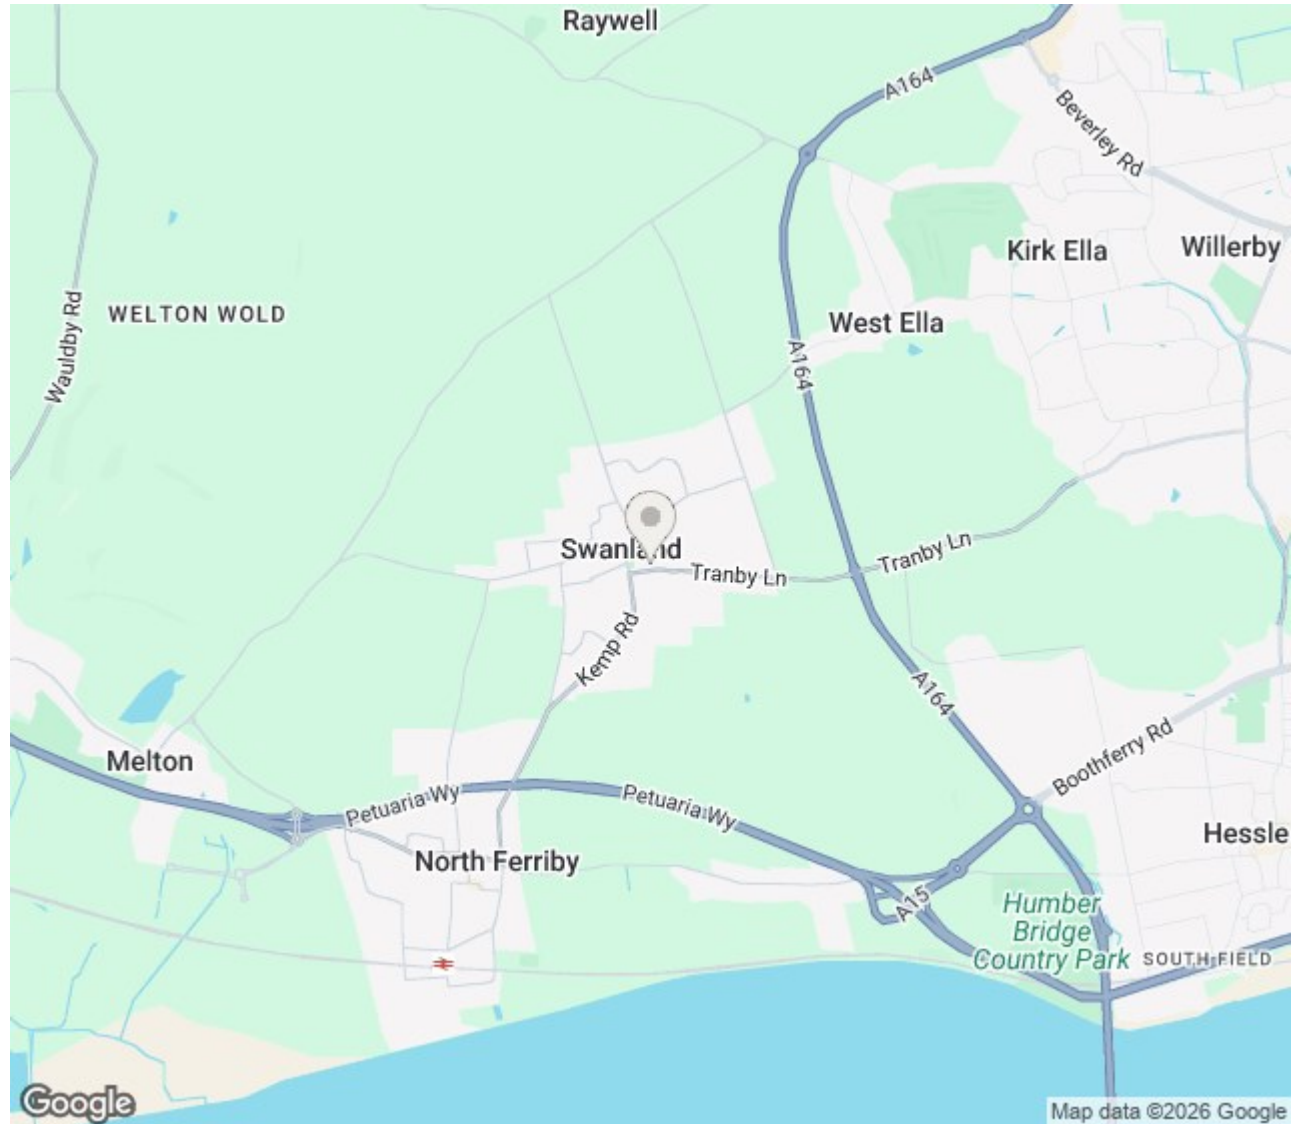 Raywell
A164
Beverley Rd
Kirk Ella
Willerby
Wauldby Rd
WELTON WOLD
West Ella
A164
Swanland
Tranby Ln
Tranby Ln
Kemp Rd
A164
Boothferry Rd
Melton
Petuaria Wy
Petuaria Wy
Hessle
North Ferriby
A15
Humber
Bridge
Country Park
SOUTH FIELD
Google
Map data ©2026 Google